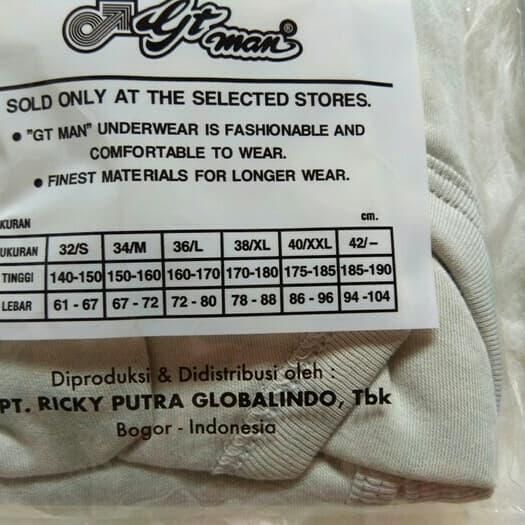 Gt man®
SOLD ONLY AT THE SELECTED STORES.
• "GT MAN" UNDERWEAR IS FASHIONABLE AND
COMFORTABLE TO WEAR.
• FINEST MATERIALS FOR LONGER WEAR.
KURAN cm.
UKURAN 32/S 34/M 36/L 38/XL 40/XXL 42/–
TINGGI 140-150 150-160 160-170 170-180 175-185 185-190
LEBAR 61 - 67 67 - 72 72 - 80 78 - 88 86 - 96 94 -104
Diproduksi & Didistribusi oleh :
PT. RICKY PUTRA GLOBALINDO, Tbk
Bogor - Indonesia